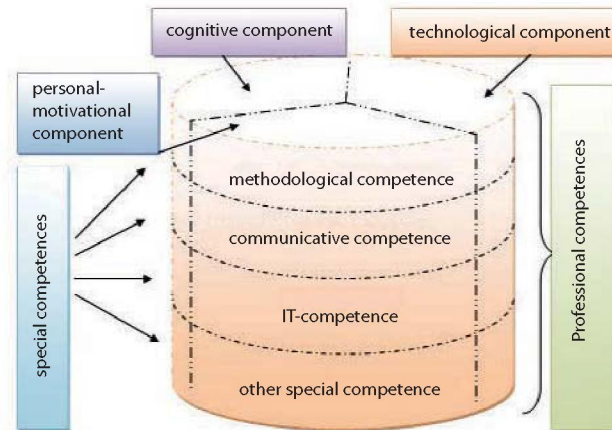 cognitive component
technological component
personal-
motivational
component
methodological competence
communicative competence
IT-competence
other special competence
special competences
Professional competences